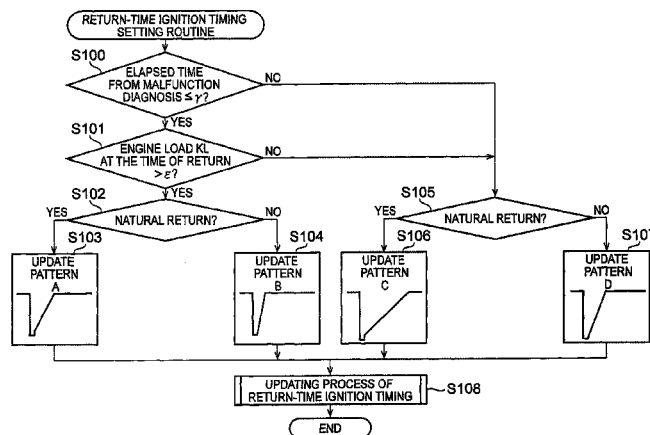 RETURN-TIME IGNITION TIMING
SETTING ROUTINE
S100
ELAPSED TIME
FROM MALFUNCTION
DIAGNOSIS ≤ γ?
NO
YES
S101
ENGINE LOAD KL
AT THE TIME OF RETURN
> ε?
NO
YES
S102
NATURAL RETURN?
YES
NO
S105
NATURAL RETURN?
YES
NO
S103
UPDATE
PATTERN
A
S104
UPDATE
PATTERN
B
S106
UPDATE
PATTERN
C
S107
UPDATE
PATTERN
D
UPDATING PROCESS OF
RETURN-TIME IGNITION TIMING
S108
END